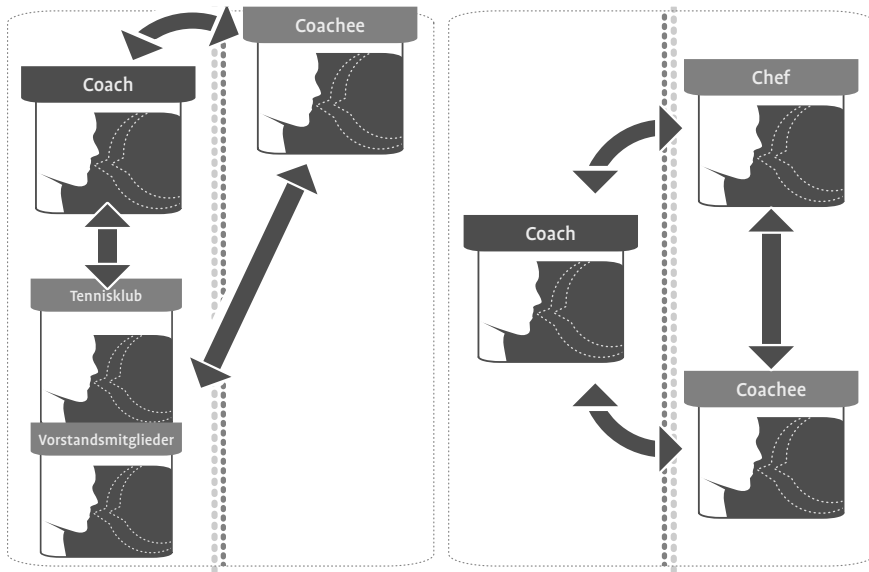 Coachee
Coach
Tennisklub
Vorstandsmitglieder
Chef
Coach
Coachee